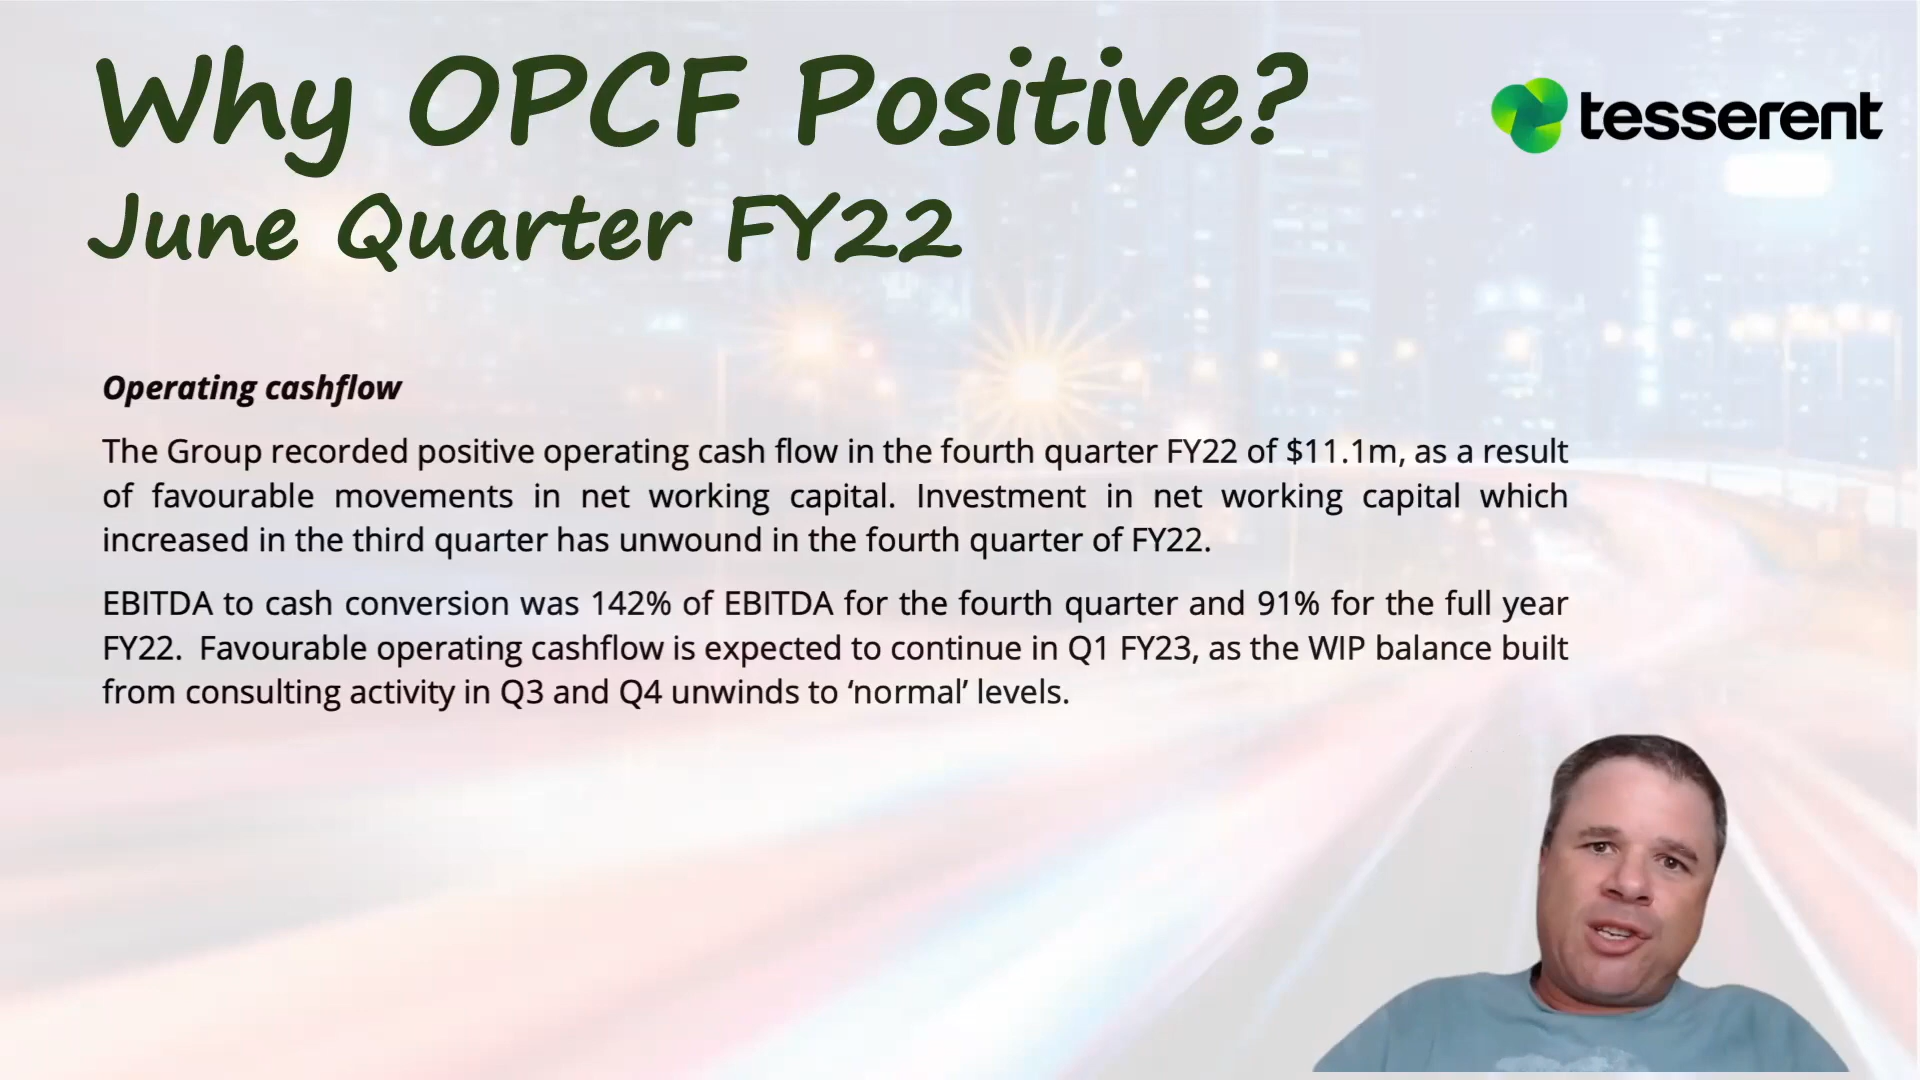 Why OPCF Positive?
tesserent
June Quarter FY22
Operating cashflow
The Group recorded positive operating cash flow in the fourth quarter FY22 of $11.1m, as a result
of favourable movements in net working capital. Investment in net working capital which
increased in the third quarter has unwound in the fourth quarter of FY22.
EBITDA to cash conversion was 142% of EBITDA for the fourth quarter and 91% for the full year
FY22. Favourable operating cashflow is expected to continue in Q1 FY23, as the WIP balance built
from consulting activity in Q3 and Q4 unwinds to ‘normal’ levels.